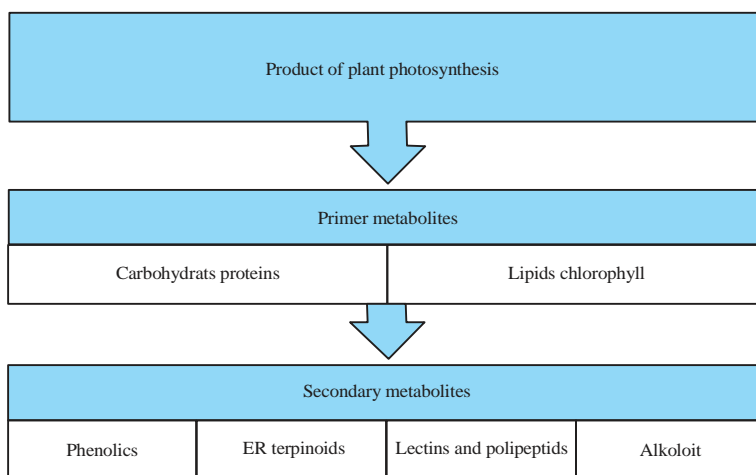 Product of plant photosynthesis
Primer metabolites
Carbohydrats proteins
Lipids chlorophyll
Secondary metabolites
Phenolics
ER terpinoids
Lectins and polipeptids
Alkoloit